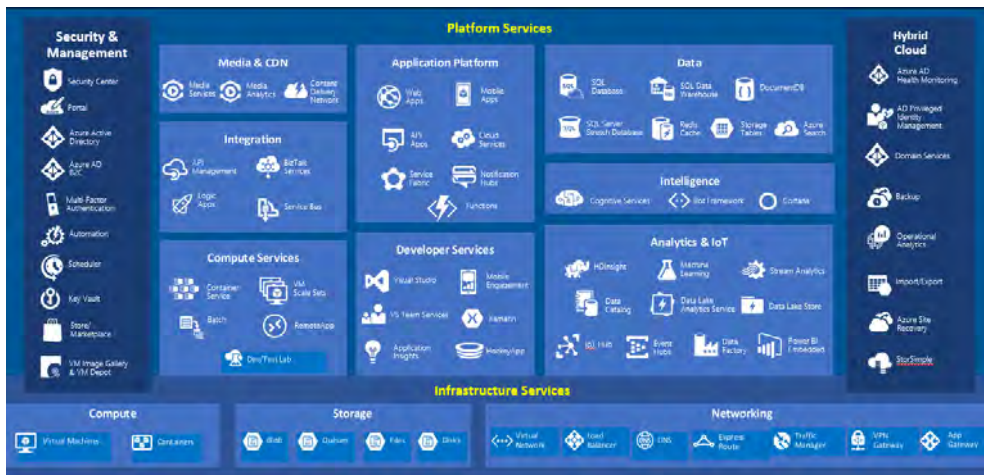 Platform Services
Security &
Management
Security Center
Portal
Azure Active
Directory
Azure AD
B2C
Multi-Factor
Authentication
Automation
Scheduler
Key Vault
Store/
Marketplace
VM Image Gallery
& VM Depot
Media & CDN
Media
Services
Media
Analytics
Content
Delivery
Network
Integration
API
Management
BizTalk
Services
Logic
Apps
Service Bus
Compute Services
Container
Service
VM
Scale Sets
Batch
RemoteApp
Dev/Test Lab
Application Platform
Web
Apps
Mobile
Apps
API
Apps
Cloud
Services
Service
Fabric
Notification
Hubs
Functions
Developer Services
Visual Studio
Mobile
Engagement
VS Team Services
Xamarin
Application
Insights
HockeyApp
Data
SQL
Database
SQL Data
Warehouse
DocumentDB
SQL Server
Stretch Database
Redis
Cache
Storage
Tables
Azure
Search
Intelligence
Cognitive Services
Bot Framework
Cortana
Analytics & IoT
HDInsight
Machine
Learning
Stream Analytics
Data
Catalog
Data Lake
Analytics Service
Data Lake Store
IoT Hub
Event
Hubs
Data
Factory
Power BI
Embedded
Hybrid
Cloud
Azure AD
Health Monitoring
AD Privileged
Identity
Management
Domain Services
Backup
Operational
Analytics
Import/Export
Azure Site
Recovery
StorSimple
Infrastructure Services
Compute
Virtual Machine
Containers
Storage
Blob
Queues
Files
Disks
Networking
Virtual
Network
Load
Balancer
DNS
Express
Route
Traffic
Manager
VPN
Gateway
App
Gateway